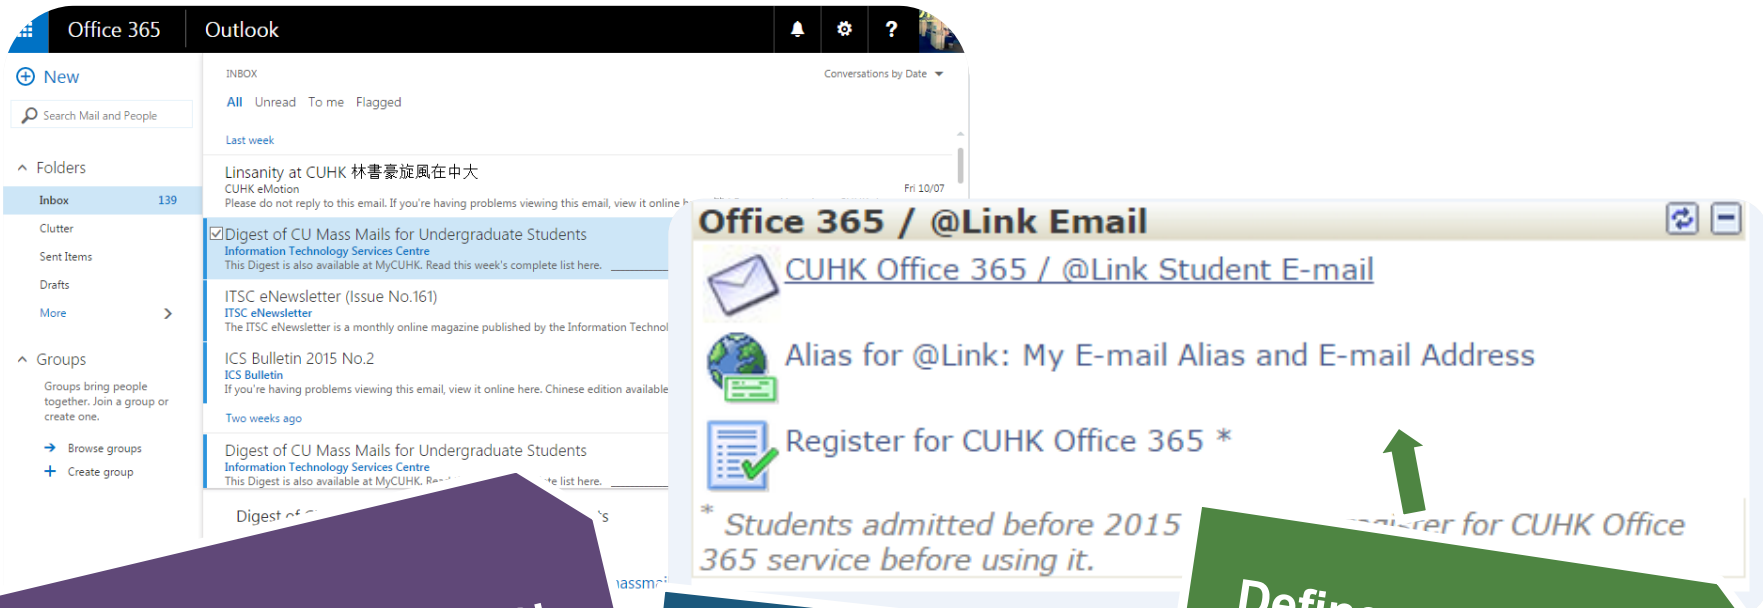 Office 365
Outlook
?
New
Search Mail and People
Folders
Inbox 139
Clutter
Sent Items
Drafts
More
Groups
Groups bring people
together. Join a group or
create one.
Browse groups
Create group
INBOX
Conversations by Date
All Unread To me Flagged
Last week
Linsanity at CUHK 林書豪旋風在中大
CUHK eMotion
Fri 10/07
Please do not reply to this email. If you're having problems viewing this email, view it online
Digest of CU Mass Mails for Undergraduate Students
Information Technology Services Centre
This Digest is also available at MyCUHK. Read this week's complete list here.
ITSC eNewsletter (Issue No.161)
ITSC eNewsletter
The ITSC eNewsletter is a monthly online magazine published by the Information
ICS Bulletin 2015 No.2
ICS Bulletin
If you're having problems viewing this email, view it online here. Chinese edition available
Two weeks ago
Digest of CU Mass Mails for Undergraduate Students
Information Technology Services Centre
This Digest is also available at MyCUHK. list here.
Digest of
Office 365 / @Link Email
CUHK Office 365 / @Link Student E-mail
Alias for @Link: My E-mail Alias and E-mail Address
Register for CUHK Office 365 *
* Students admitted before 2015 for CUHK Office
365 service before using it.